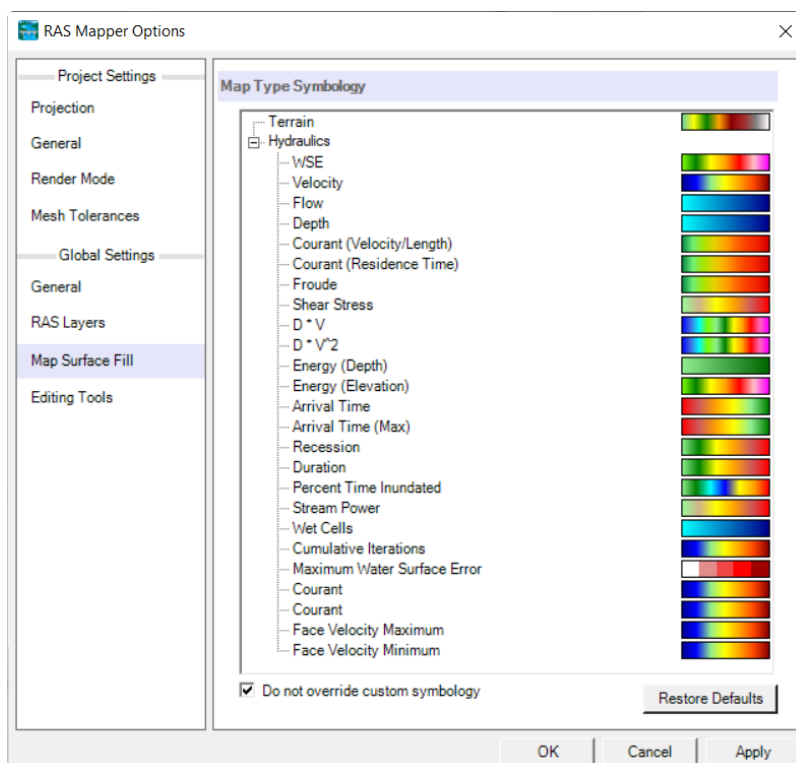 RAS Mapper Options
Project Settings
Projection
General
Render Mode
Mesh Tolerances
Global Settings
General
RAS Layers
Map Surface Fill
Editing Tools
Map Type Symbology
Terrain
Hydraulics
WSE
Velocity
Flow
Depth
Courant (Velocity/Length)
Courant (Residence Time)
Froude
Shear Stress
D * V
D * V^2
Energy (Depth)
Energy (Elevation)
Arrival Time
Arrival Time (Max)
Recession
Duration
Percent Time Inundated
Stream Power
Wet Cells
Cumulative Iterations
Maximum Water Surface Error
Courant
Courant
Face Velocity Maximum
Face Velocity Minimum
Do not override custom symbology
Restore Defaults
OK
Cancel
Apply